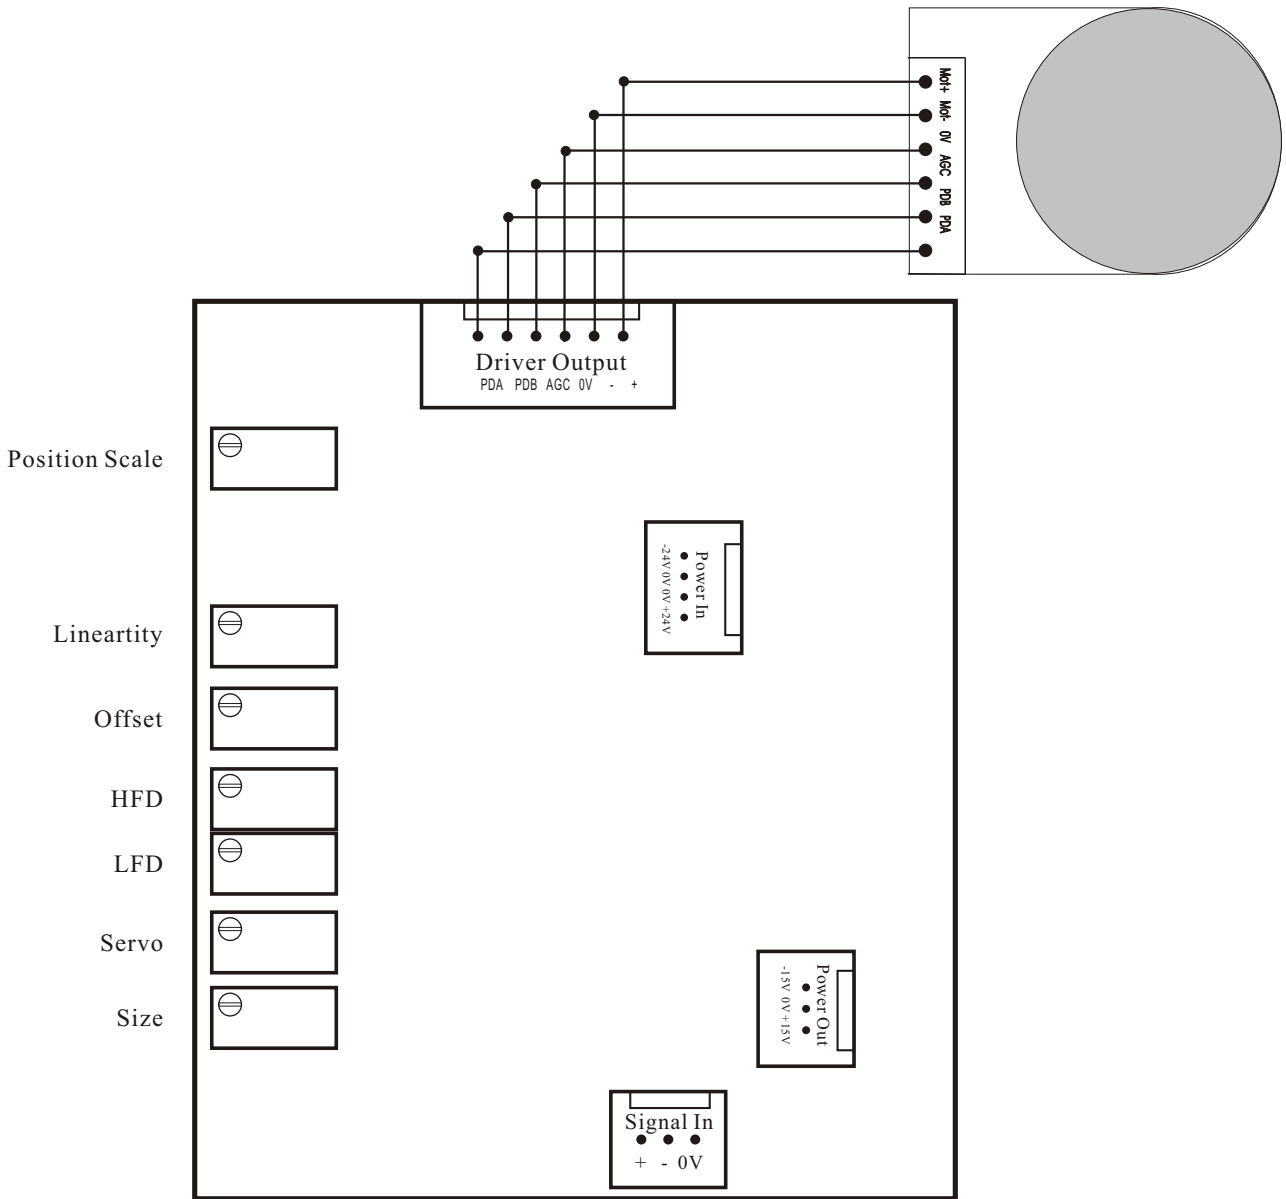 Mot+ Mot- 0V AGC PDB PDA
Driver Output
PDA PDB AGC 0V - +
Position Scale
Power In
-24V 0V 0V +24V
Lineartity
Offset
HFD
LFD
Servo
Power Out
-15V 0V +15V
Size
Signal In
+ - 0V